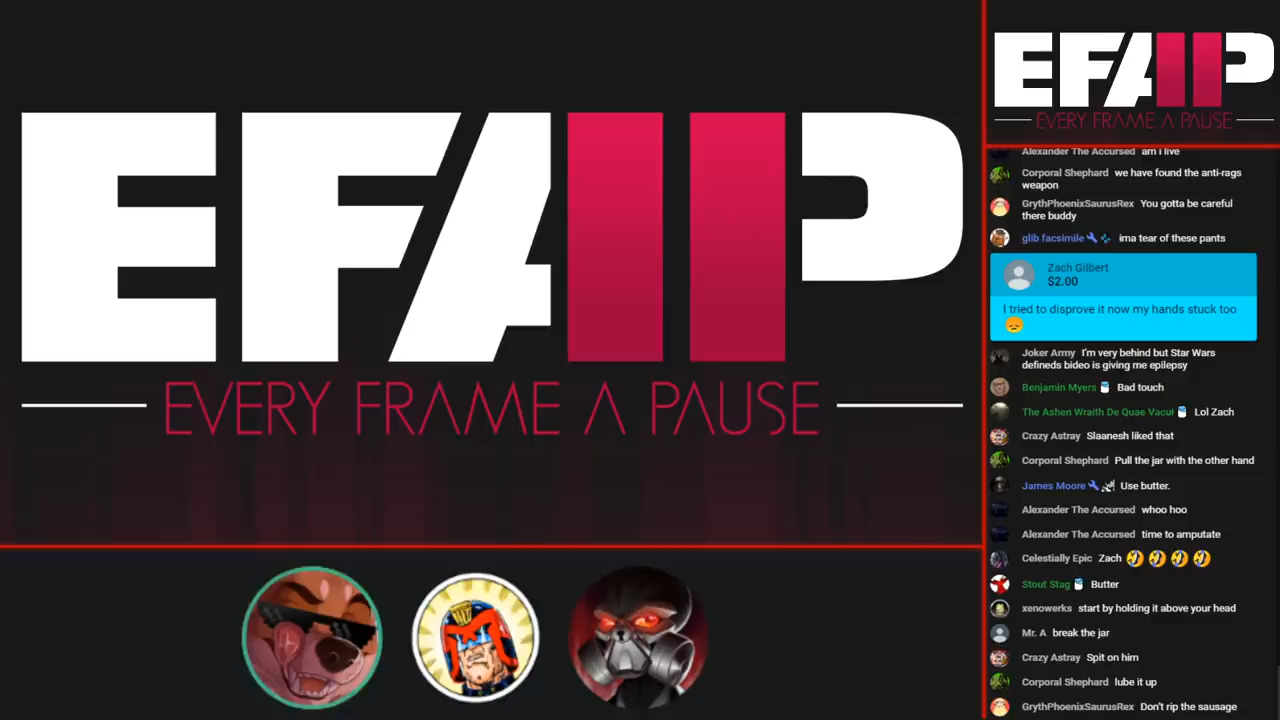 EFAP
EVERY FRAME A PAUSE
EFAP
EVERY FRAME A PAUSE
Alexander The Accursed am i live
Corporal Shephard we have found the anti-rags
weapon
GrythPhoenixSaurusRex You gotta be careful
there buddy
glib facsimile ima tear of these pants
Zach Gilbert
$2.00
I tried to disprove it now my hands stuck too
Joker Army I'm very behind but Star Wars
defineds bideo is giving me epilepsy
Benjamin Myers Bad touch
The Ashen Wraith De Quae Vacui Lol Zach
Crazy Astray Slaanesh liked that
Corporal Shephard Pull the jar with the other hand
James Moore Use butter.
Alexander The Accursed whoo hoo
Alexander The Accursed time to amputate
Celestially Epic Zach 🤣 🤣 🤣 🤣
Stout Stag Butter
xenowerks start by holding it above your head
Mr. A break the jar
Crazy Astray Spit on him
Corporal Shephard lube it up
GrythPhoenixSaurusRex Don't rip the sausage